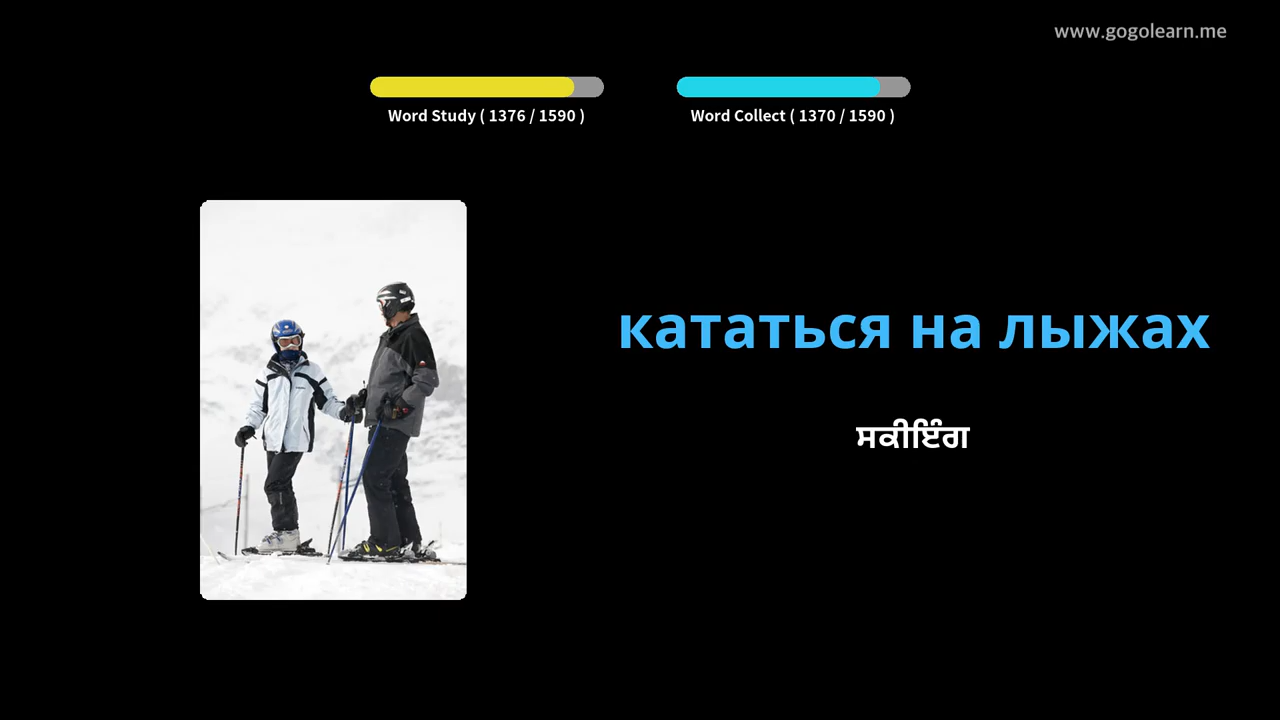 www.gogolearn.me
Word Study ( 1376 / 1590 )
Word Collect ( 1370 / 1590 )
кататься на лыжах
ਸਕੀਇੰਗ